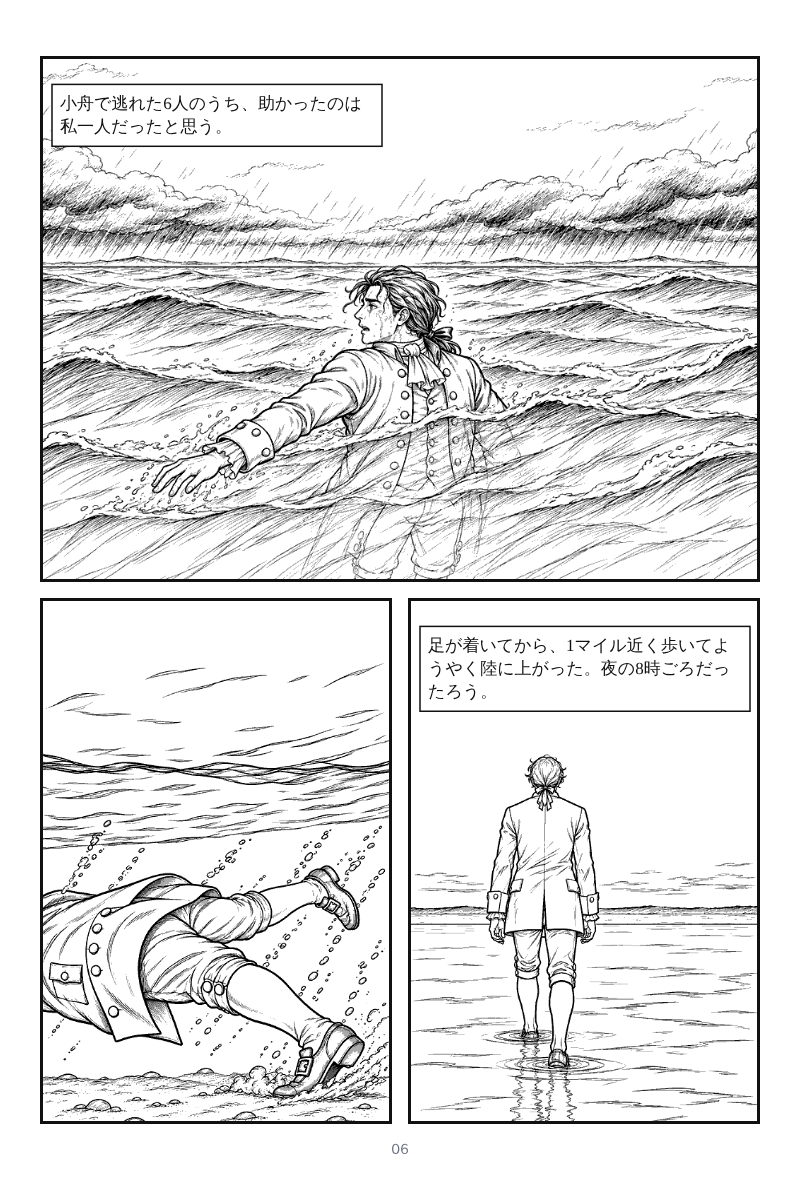 小舟で逃れた6人のうち、助かったのは
私一人だったと思う。
足が着いてから、1マイル近く歩いてよ
うやく陸に上がった。夜の8時ごろだっ
たろう。
06